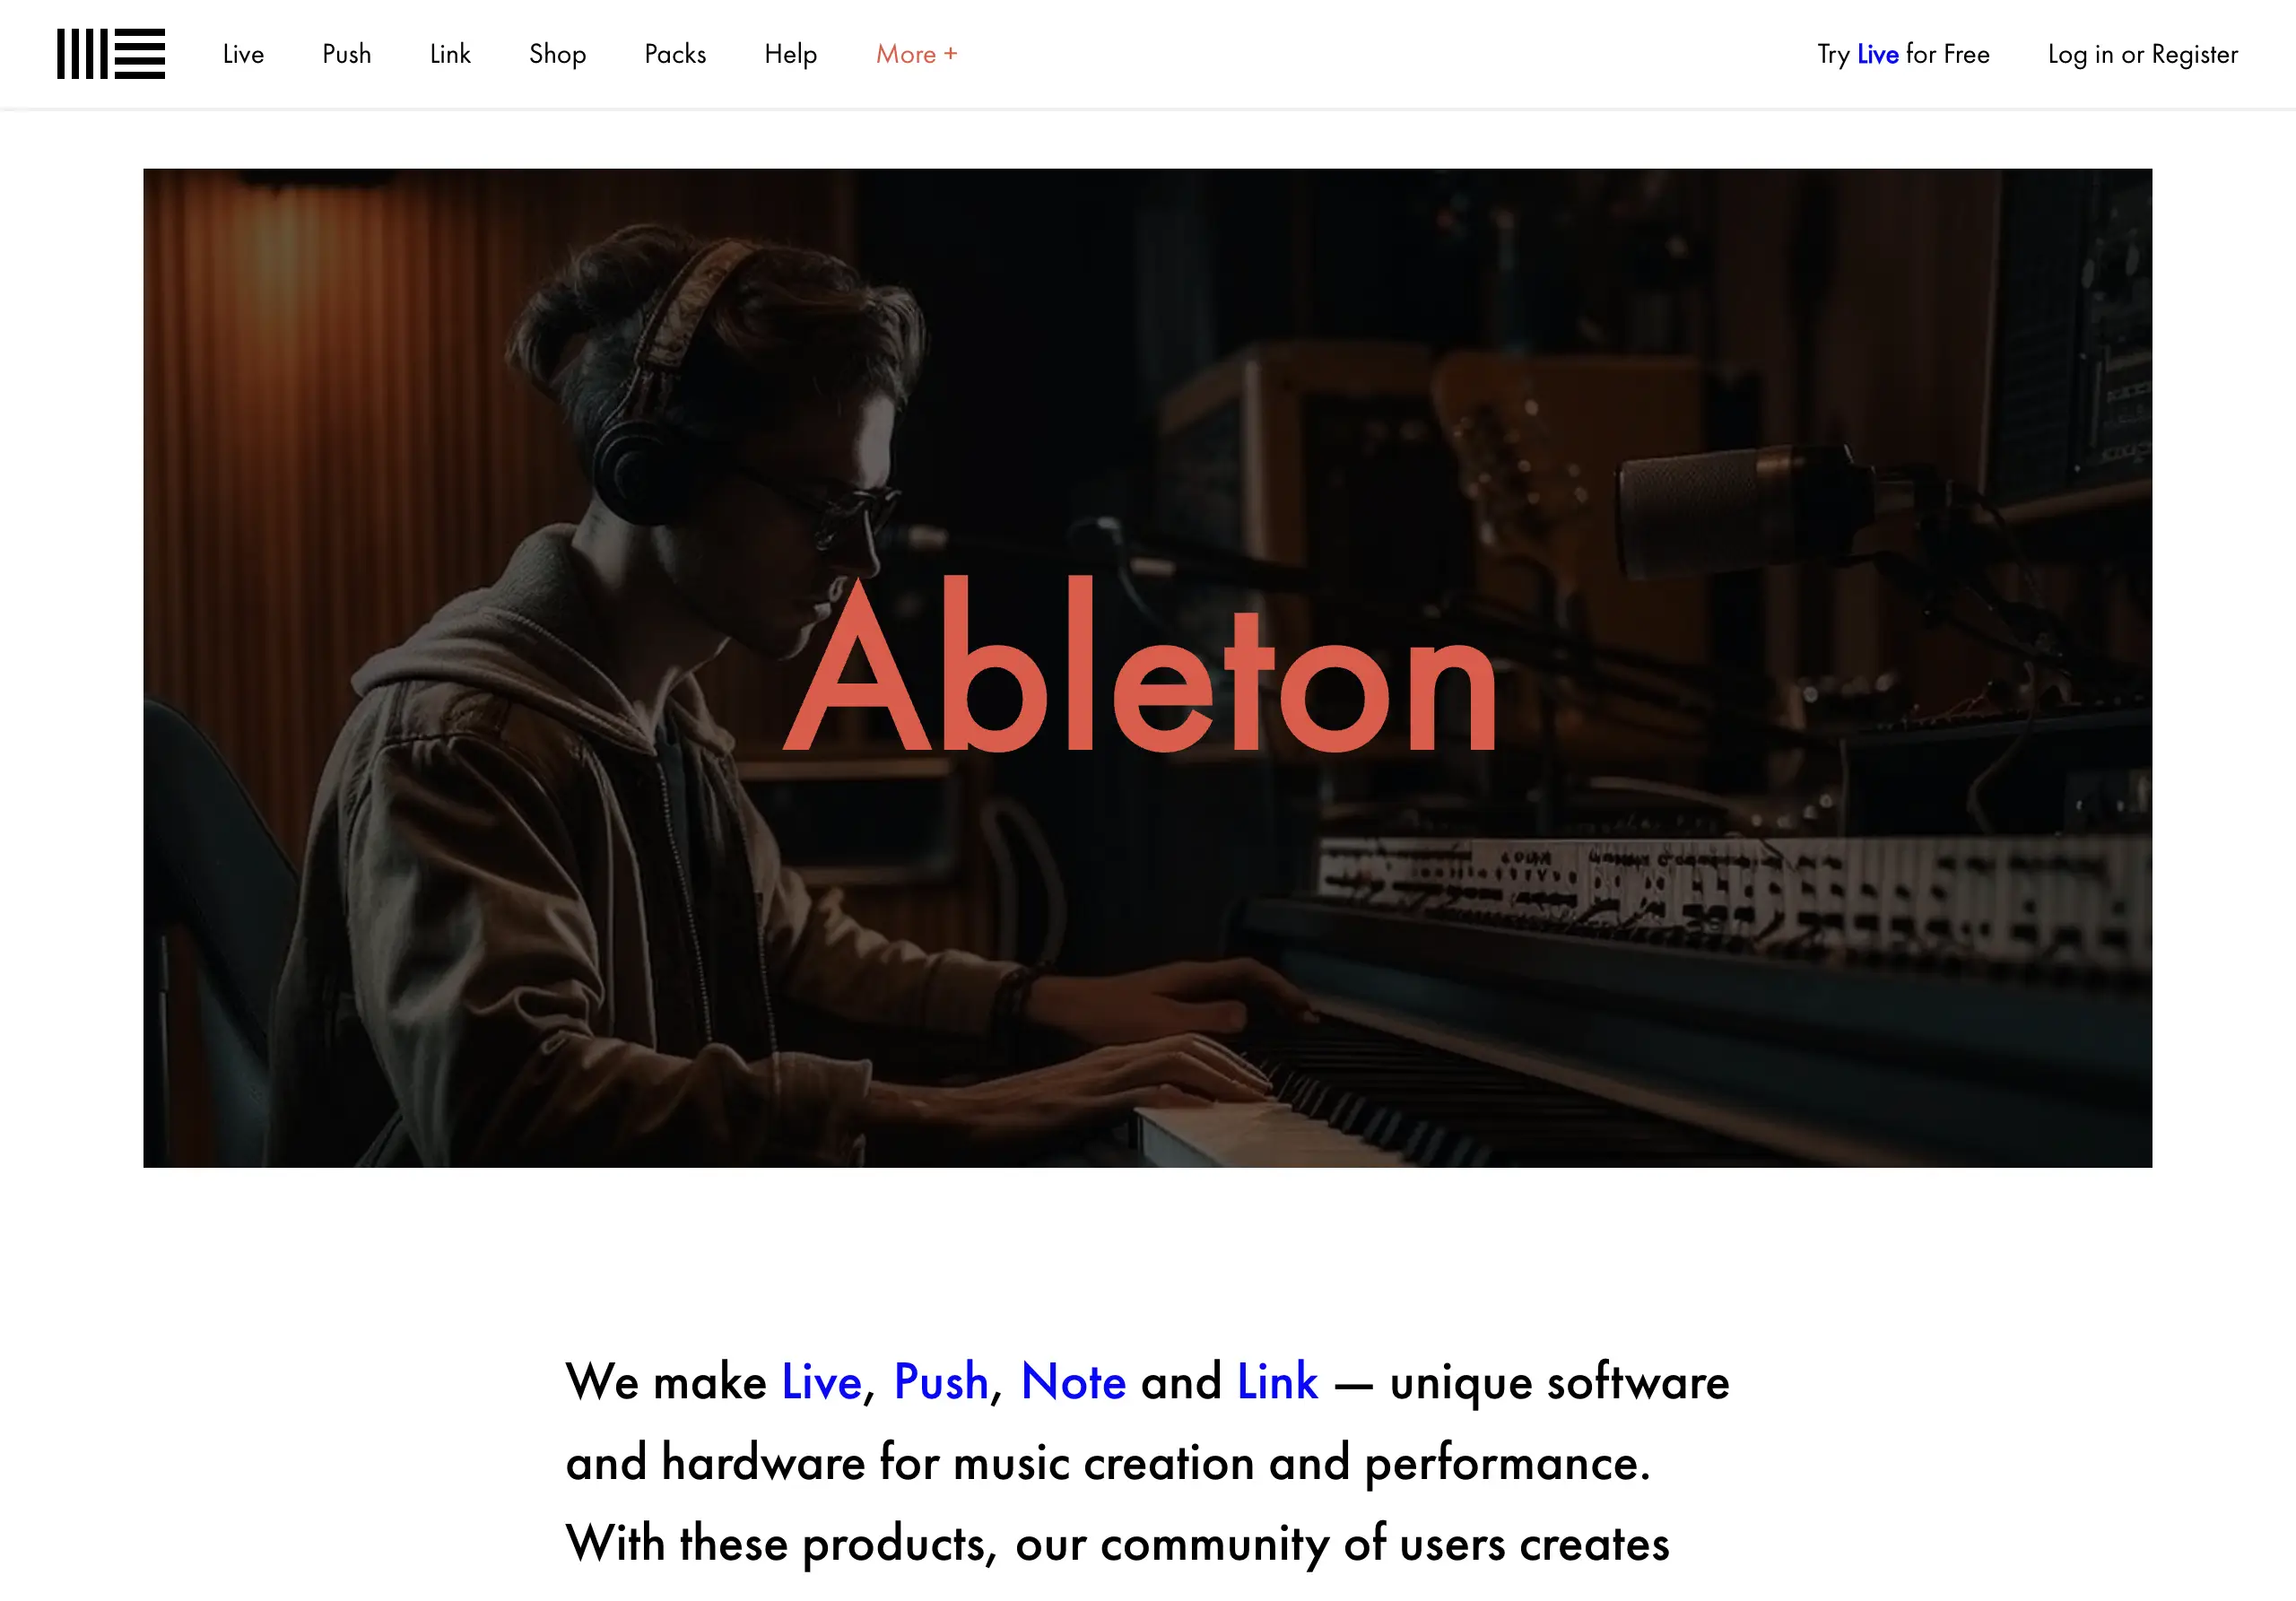 Live Push Link Shop Packs Help More + Try Live for Free Log in or Register
Ableton
We make Live, Push, Note and Link — unique software
and hardware for music creation and performance.
With these products, our community of users creates